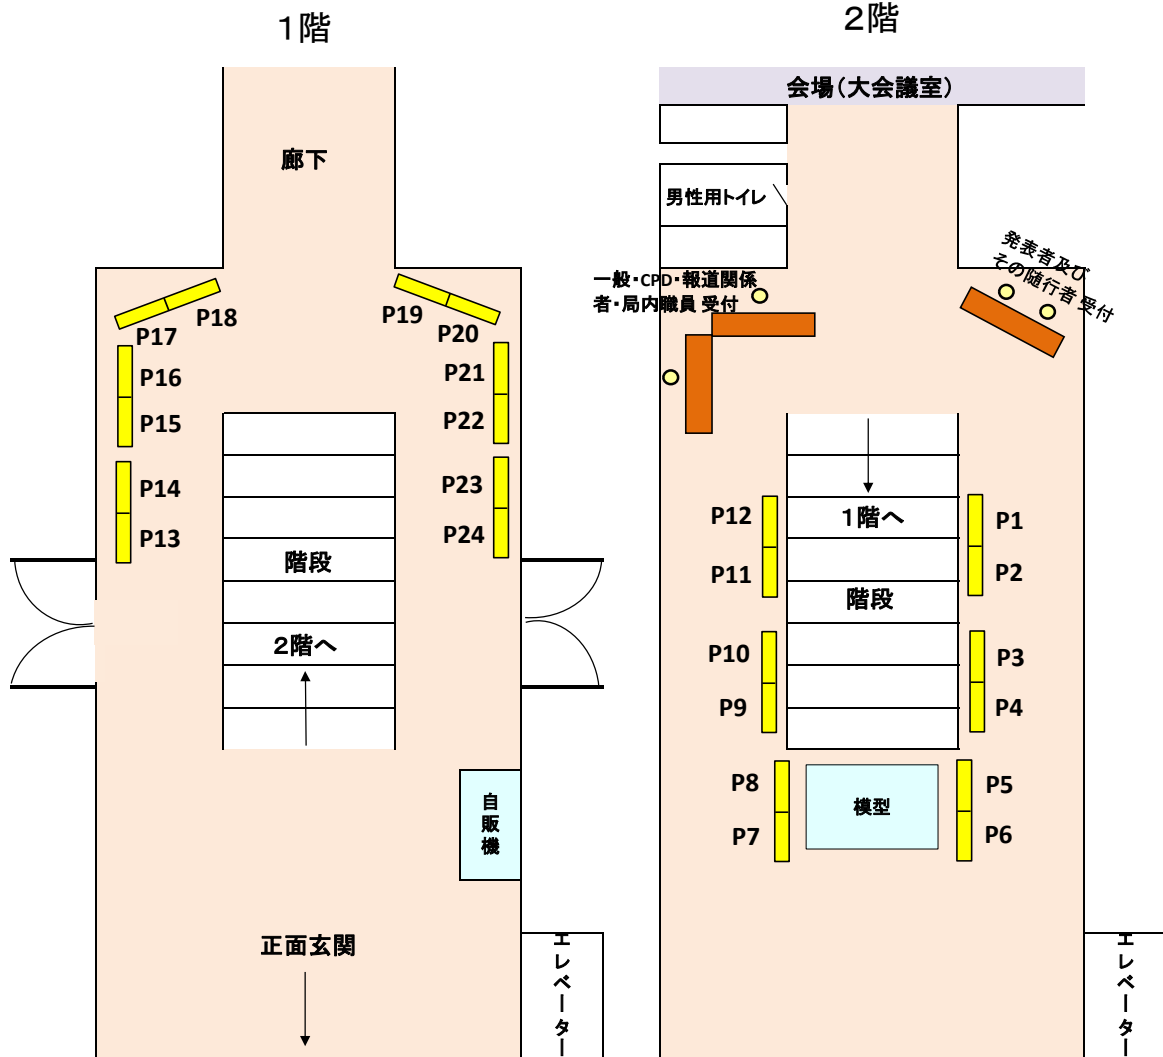 1階
廊下
P17
P18
P19
P20
P16
P15
P14
P13
P21
P22
P23
P24
階段
2階へ
自販機
正面玄関
エレベーター
2階
会場(大会議室)
男性用トイレ
一般・CPD・報道関係
者・局内職員 受付
発表者及び
その随行者 受付
1階へ
階段
P12
P11
P10
P9
P8
P7
P1
P2
P3
P4
P5
P6
模型
エレベーター